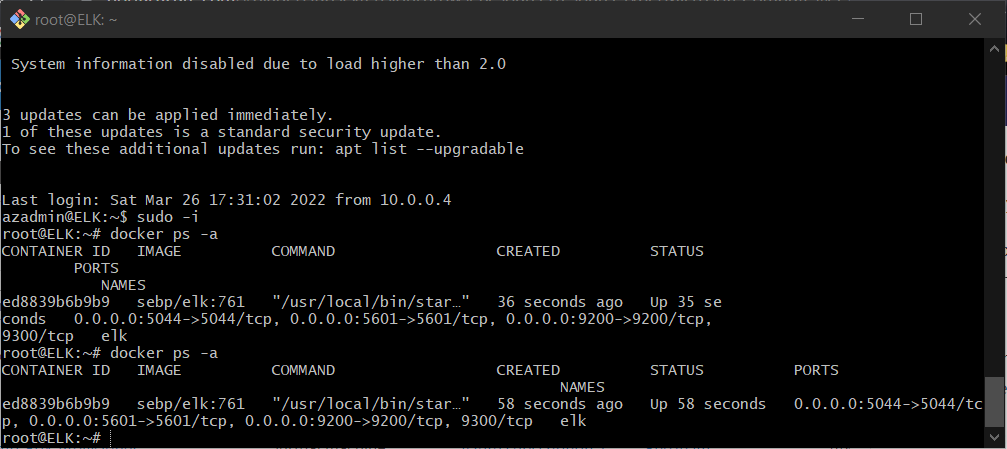 root@ELK: ~
System information disabled due to load higher than 2.0
3 updates can be applied immediately.
1 of these updates is a standard security update.
To see these additional updates run: apt list --upgradable
Last login: Sat Mar 26 17:31:02 2022 from 10.0.0.4
azadmin@ELK:~$ sudo -i
root@ELK:~# docker ps -a
CONTAINER ID   IMAGE          COMMAND                  CREATED          STATUS
        PORTS
           NAMES
ed8839b6b9b9   sebp/elk:761   "/usr/local/bin/star…"   36 seconds ago   Up 35 se
conds   0.0.0.0:5044->5044/tcp, 0.0.0.0:5601->5601/tcp, 0.0.0.0:9200->9200/tcp,
9300/tcp   elk
root@ELK:~# docker ps -a
CONTAINER ID   IMAGE          COMMAND                  CREATED          STATUS          PORTS
                                                                  NAMES
ed8839b6b9b9   sebp/elk:761   "/usr/local/bin/star…"   58 seconds ago   Up 58 seconds   0.0.0.0:5044->5044/tc
p, 0.0.0.0:5601->5601/tcp, 0.0.0.0:9200->9200/tcp, 9300/tcp   elk
root@ELK:~#